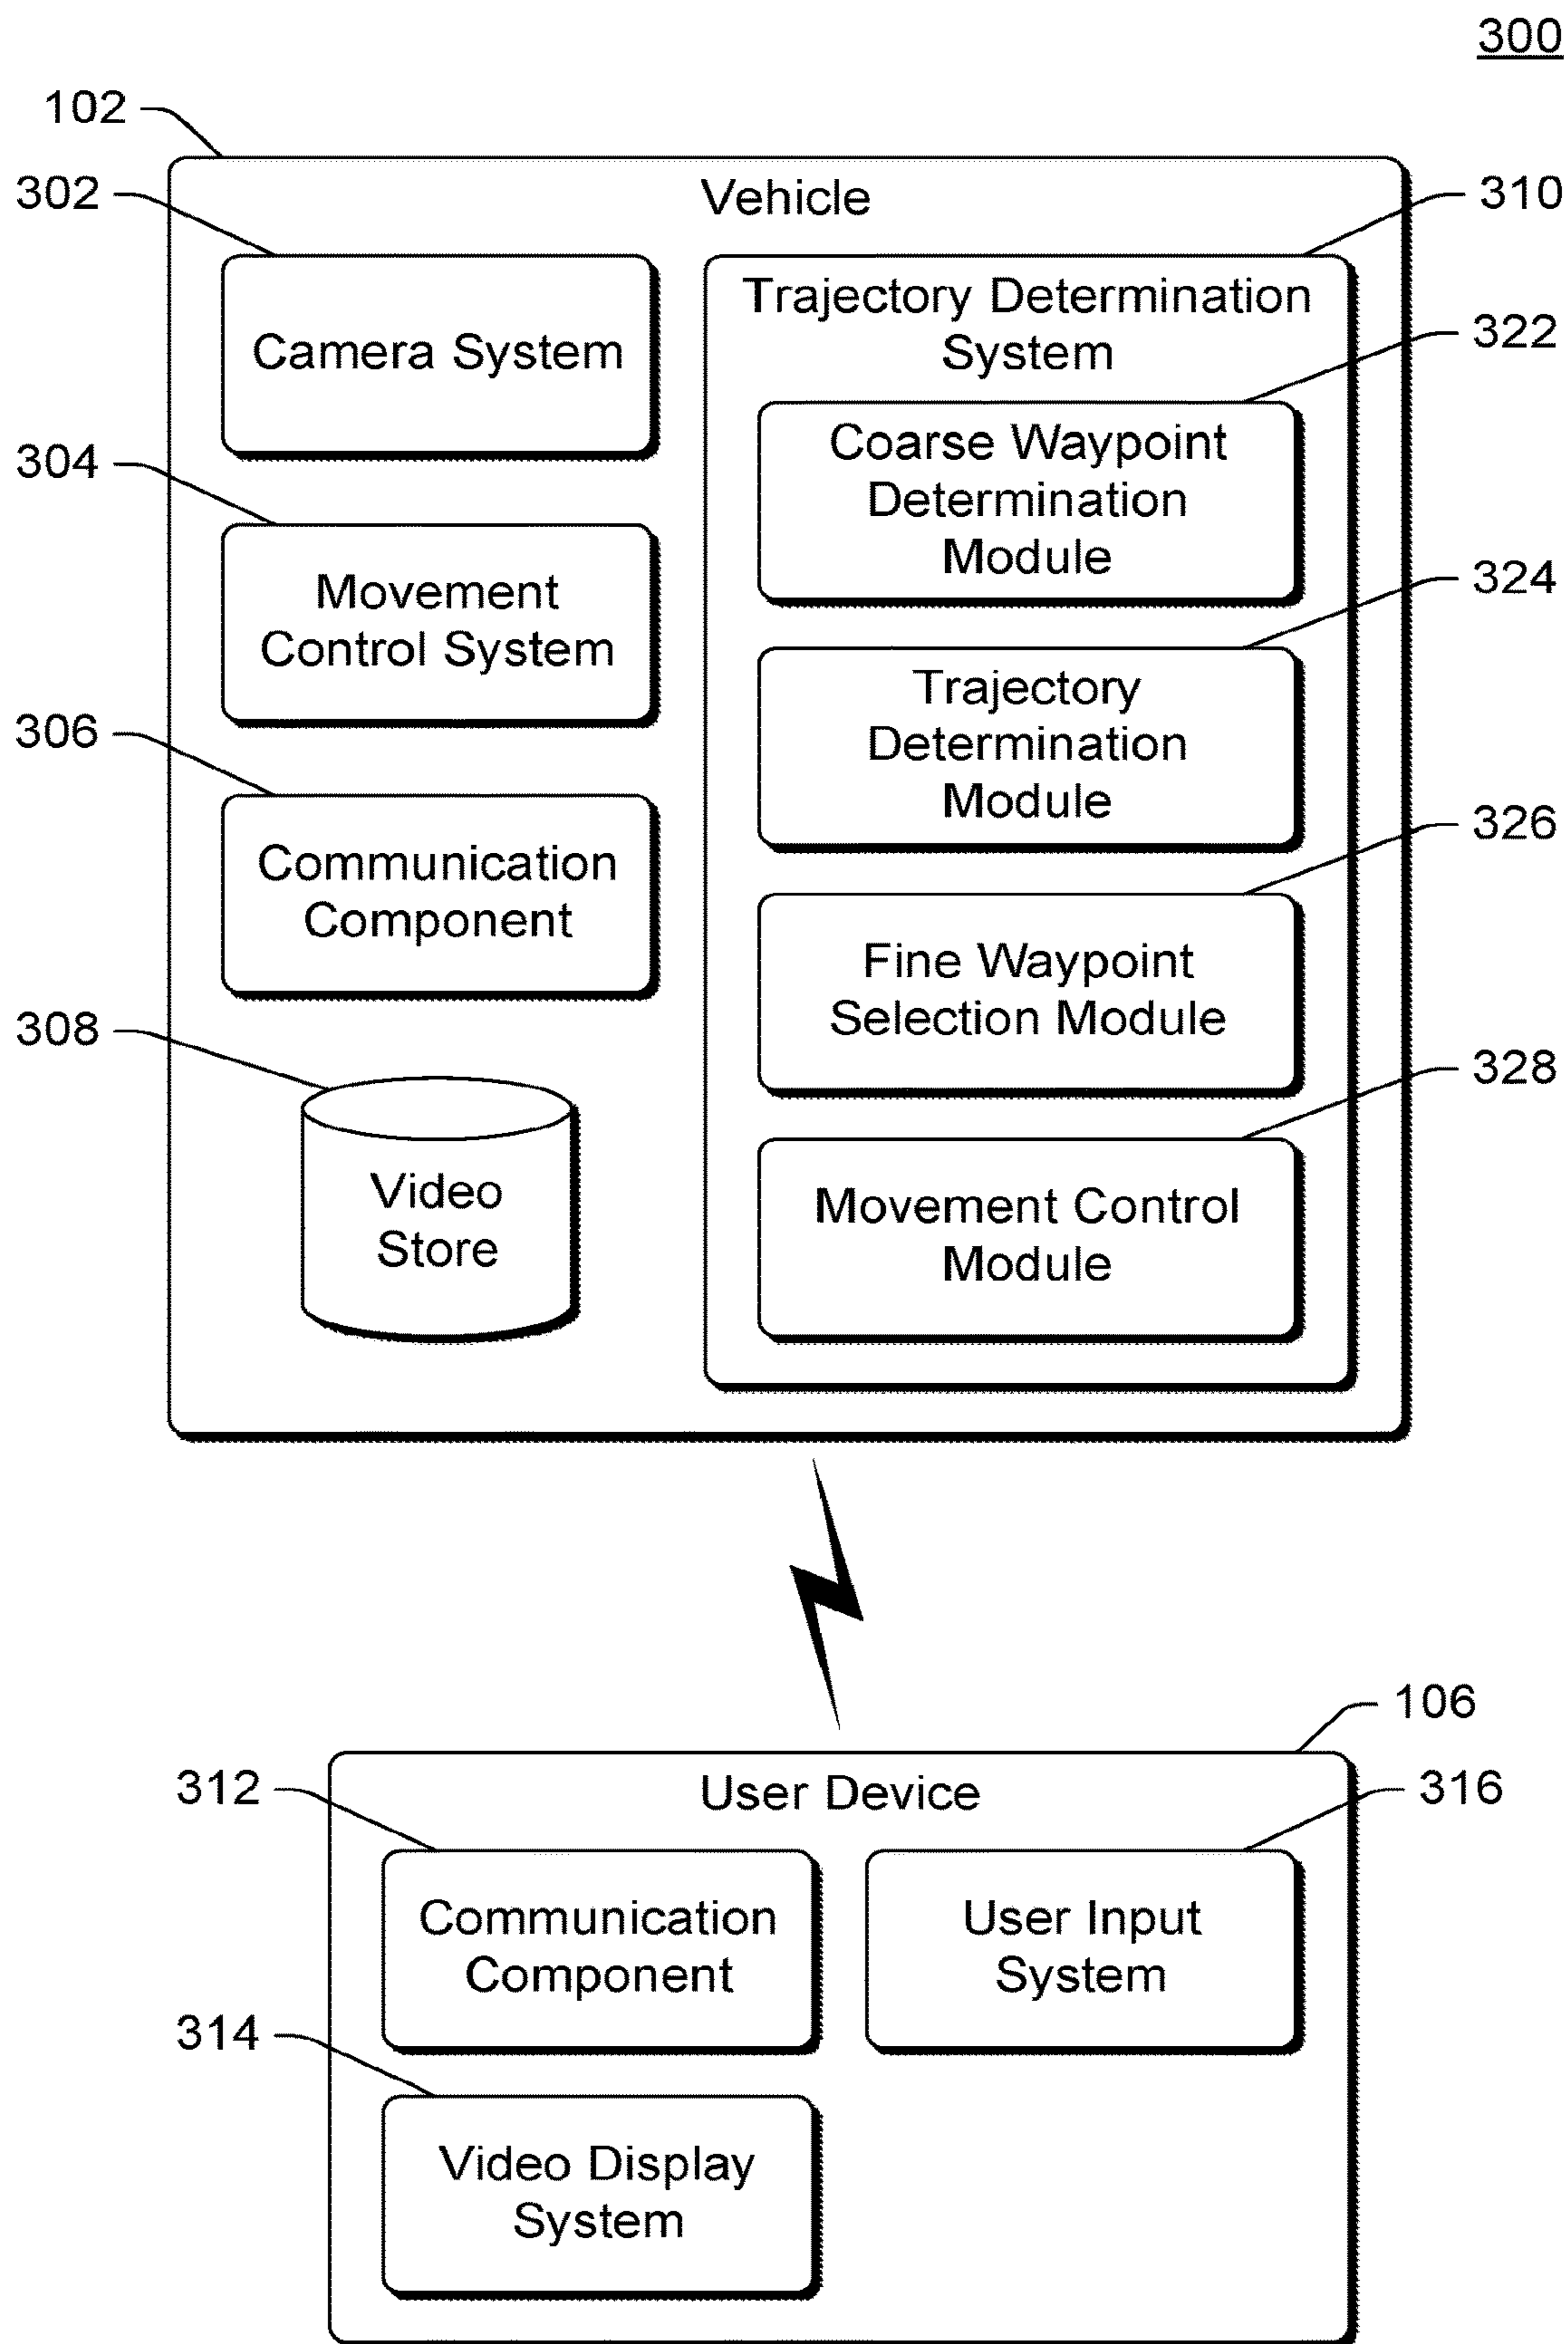 300
102
Vehicle
302
310
Camera System
Trajectory Determination
System
322
Coarse Waypoint
Determination
Module
304
Movement
Control System
324
Trajectory
Determination
Module
306
Communication
Component
326
Fine Waypoint
Selection Module
308
Video
Store
328
Movement Control
Module
106
User Device
312
316
Communication
Component
User Input
System
314
Video Display
System